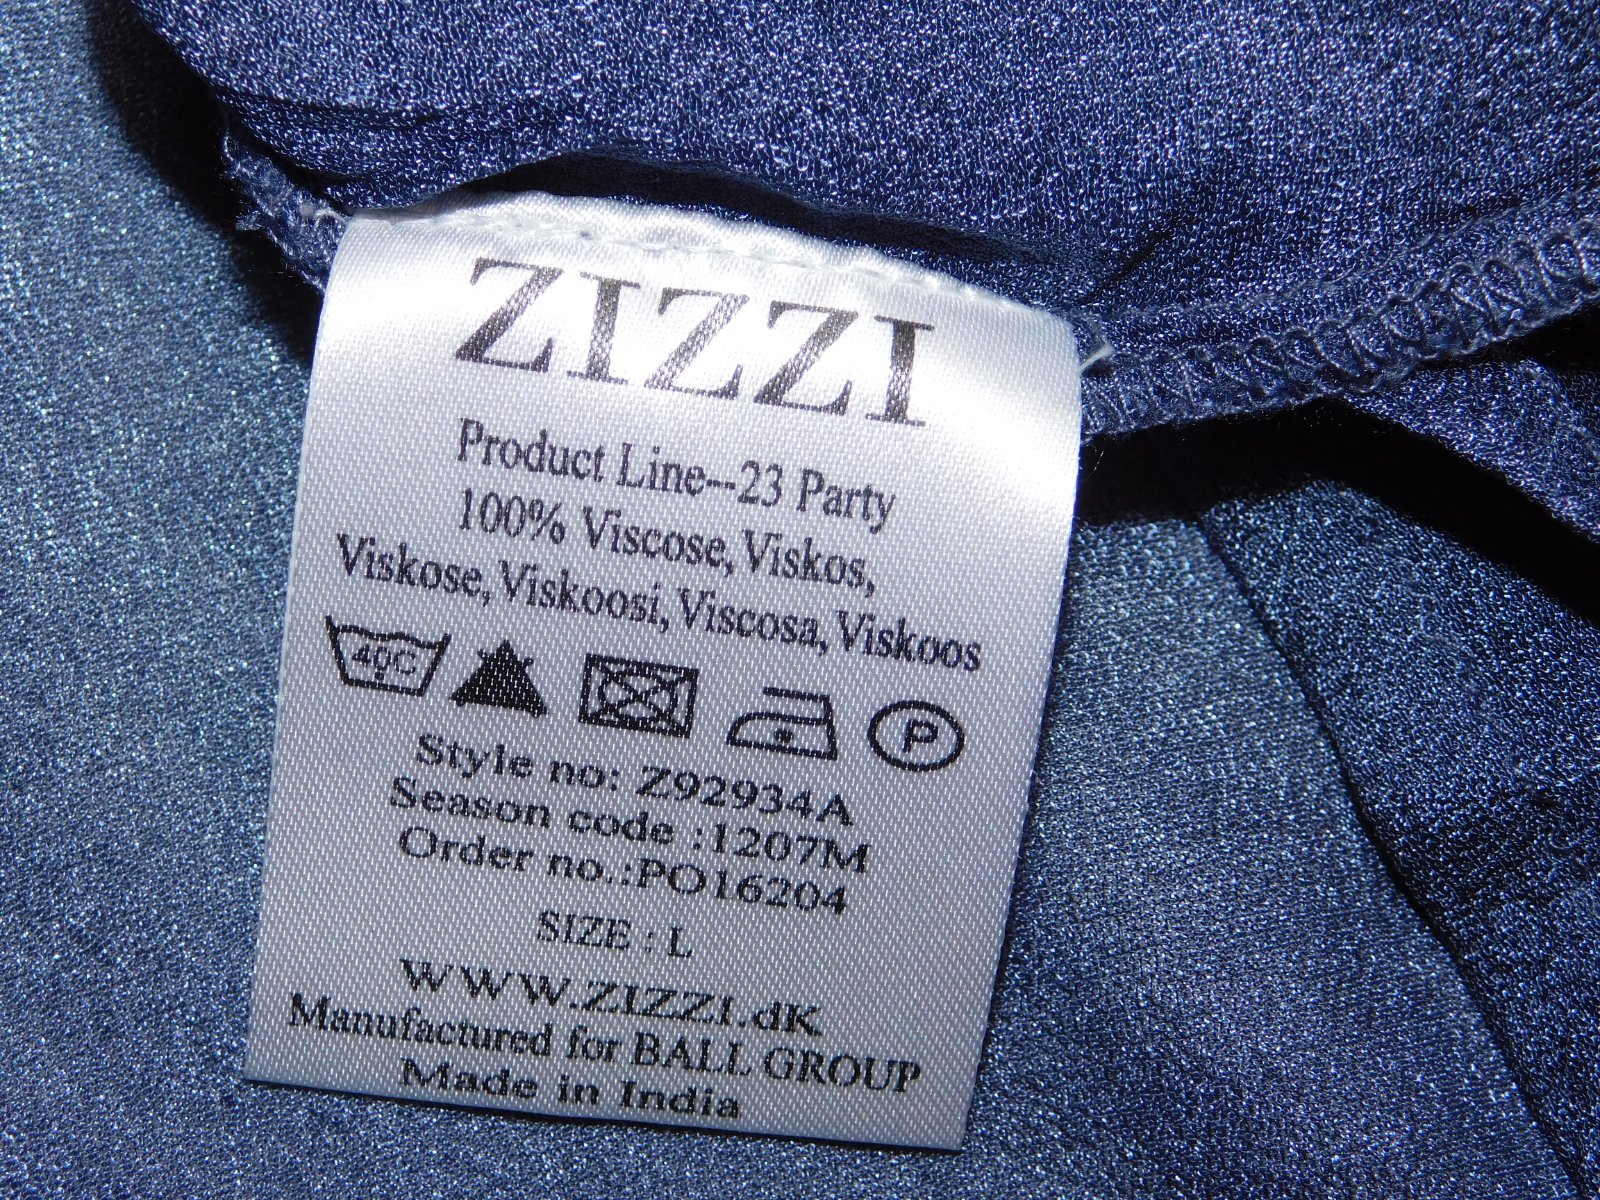 ZIZZI
Product Line--23 Party
100% Viscose, Viskos,
Viskose, Viskoosi, Viscosa, Viskoos
40C
P
Style no: Z92934A
Season code :1207M
Order no.:PO16204
SIZE : L
WWW.ZIZZI.dK
Manufactured for BALL GROUP
Made in India